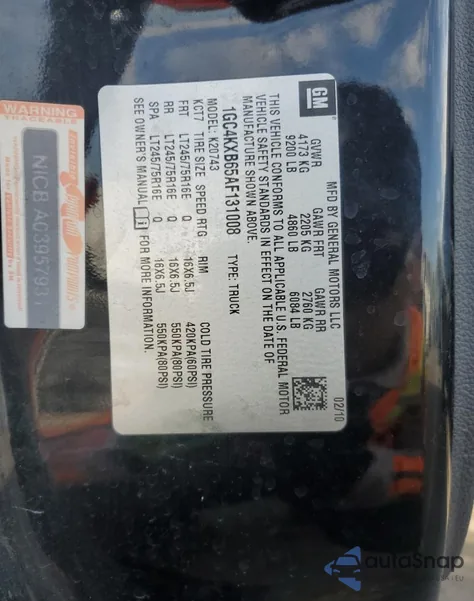 GM
MFD BY GENERAL MOTORS LLC
02/10
GVWR GAWR FRT GAWR RR
4173 KG 2205 KG 2760 KG
9200 LB 4860 LB 6084 LB
THIS VEHICLE CONFORMS TO ALL APPLICABLE U.S. FEDERAL MOTOR
VEHICLE SAFETY STANDARDS IN EFFECT ON THE DATE OF
MANUFACTURE SHOWN ABOVE.
1GC4KXB65AF131008 TYPE: TRUCK
MODEL: K20743
KCT7 TIRE SIZE SPEED RTG RIM COLD TIRE PRESSURE
FRT LT245/75R16E Q 16X6.5J 420KPA(60PSI)
RR LT245/75R16E Q 16X6.5J 550KPA(80PSI)
SPA LT245/75R16E Q 16X6.5J 550KPA(80PSI)
SEE OWNER'S MANUAL FOR MORE INFORMATION.
WARNING
TRACEABLE
autoSnap